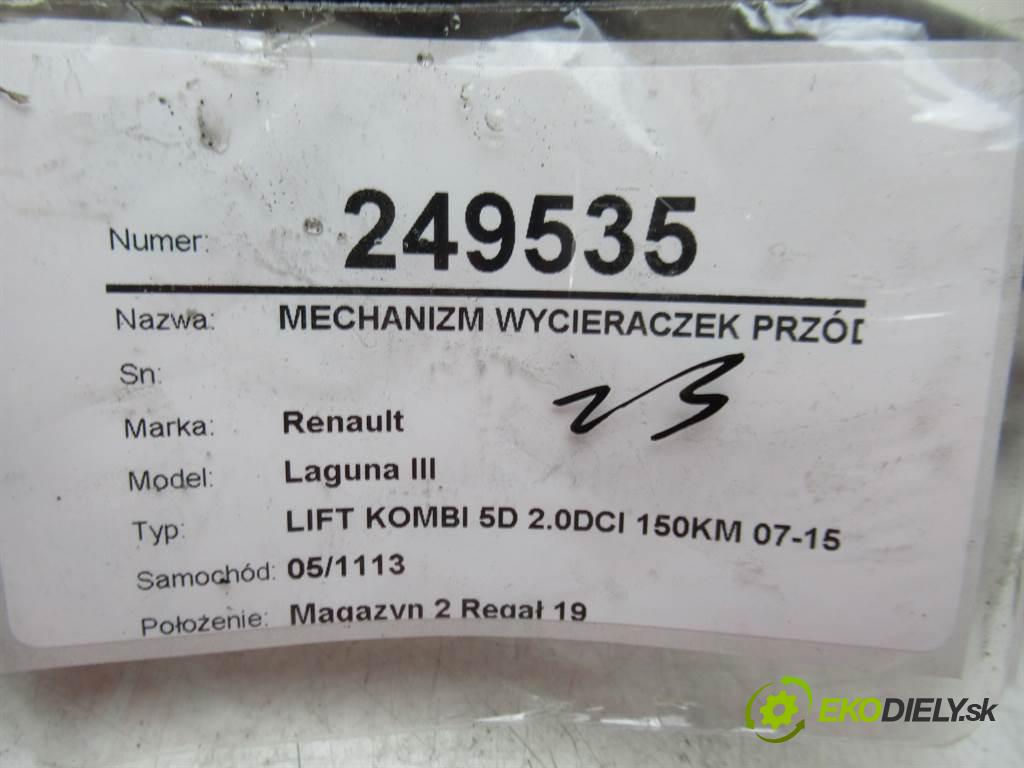 Numer: 249535
Nazwa: MECHANIZM WYCIERACZEK PRZÓD
Sn:
23
Marka: Renault
Model: Laguna III
Typ: LIFT KOMBI 5D 2.0DCI 150KM 07-15
Samochód: 05/1113
Położenie: Magazyn 2 Regał 19
EKODIELY.sk